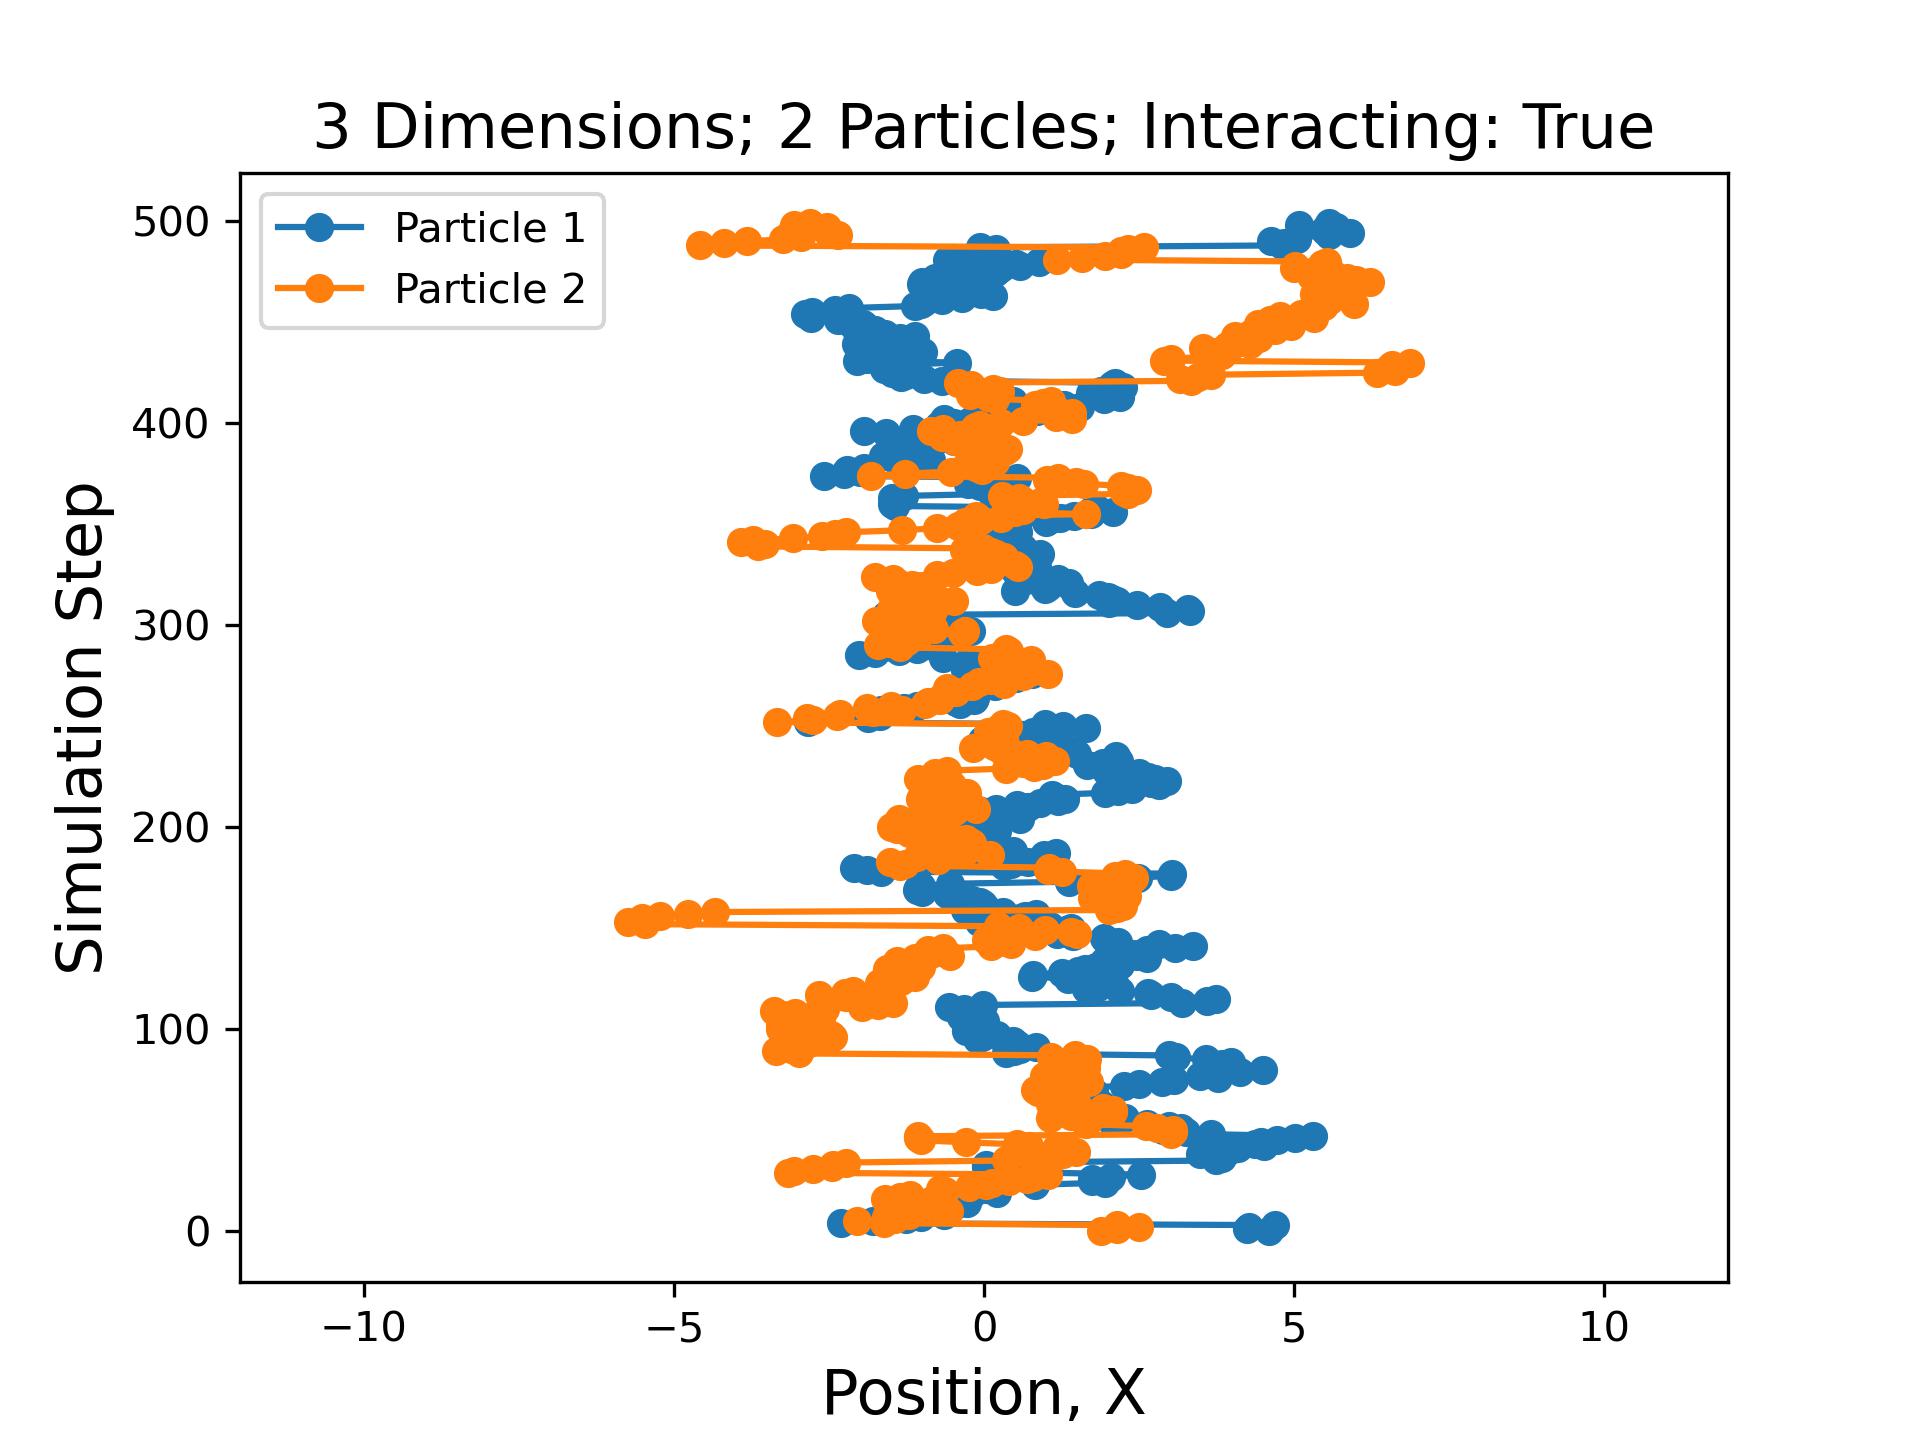 3 Dimensions; 2 Particles; Interacting: True
Particle 1
Particle 2
500
400
300
200
100
0
Simulation Step
−10
−5
0
5
10
Position, X